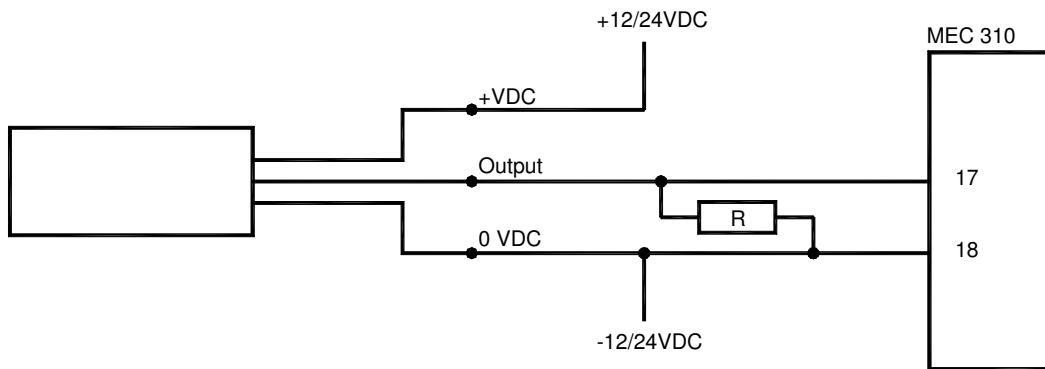 +12/24VDC
MEC 310
+VDC
Output
17
R
0 VDC
18
-12/24VDC